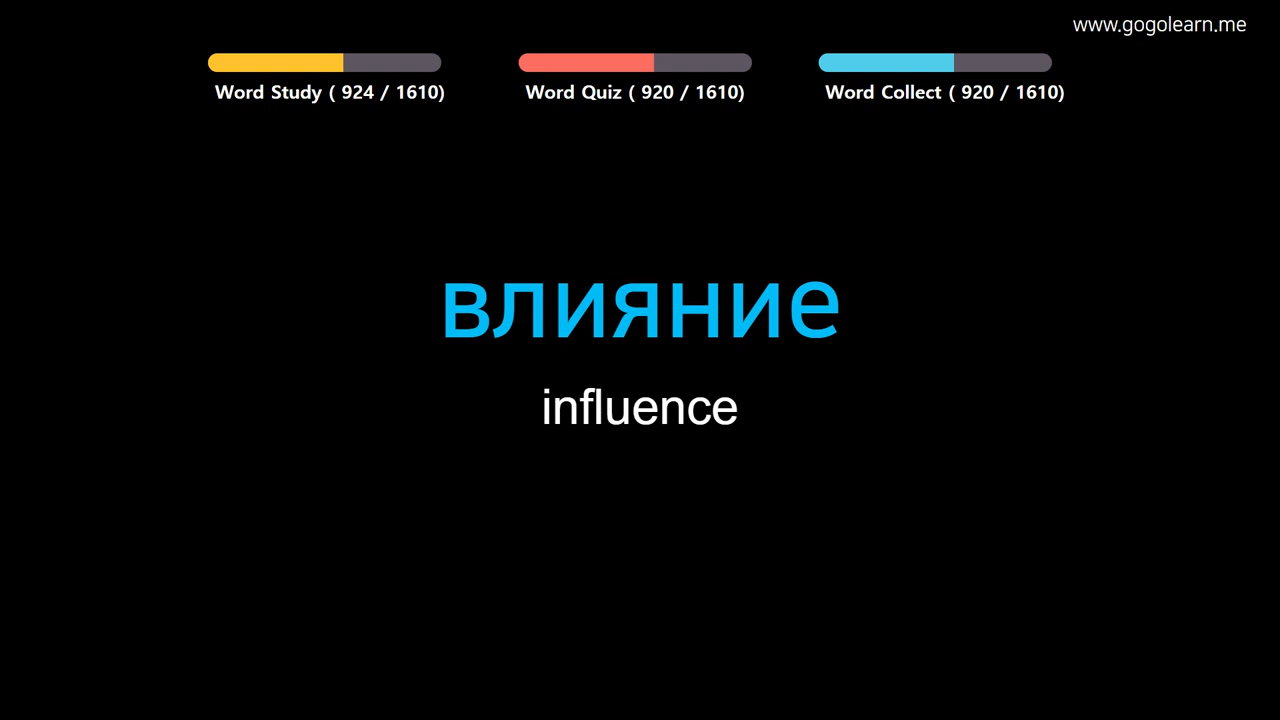 www.gogolearn.me
Word Study ( 924 / 1610)
Word Quiz ( 920 / 1610)
Word Collect ( 920 / 1610)
влияние
influence